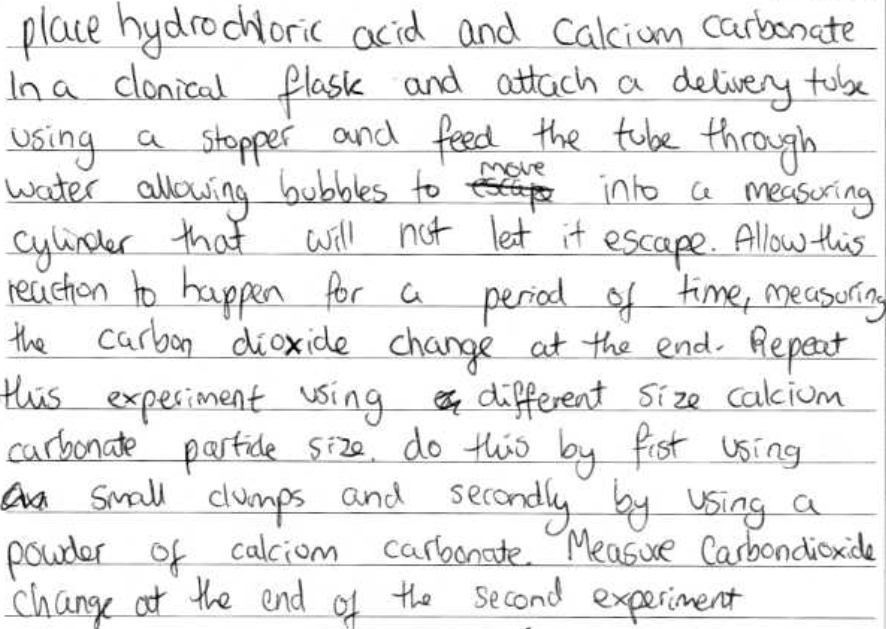 place hydrochloric acid and calcium carbonate
In a clonical flask and attach a delivery tube
using a stopper and feed the tube through
water allowing bubbles to move into a measuring
cylinder that will not let it escape. Allow this
reaction to happen for a period of time, measuring
the carbon dioxide change at the end. Repeat
this experiment using different size calcium
carbonate particle size. do this by fist using
small clumps and secondly by using a
powder of calcium carbonate. Measure Carbondioxide
change at the end of the second experiment